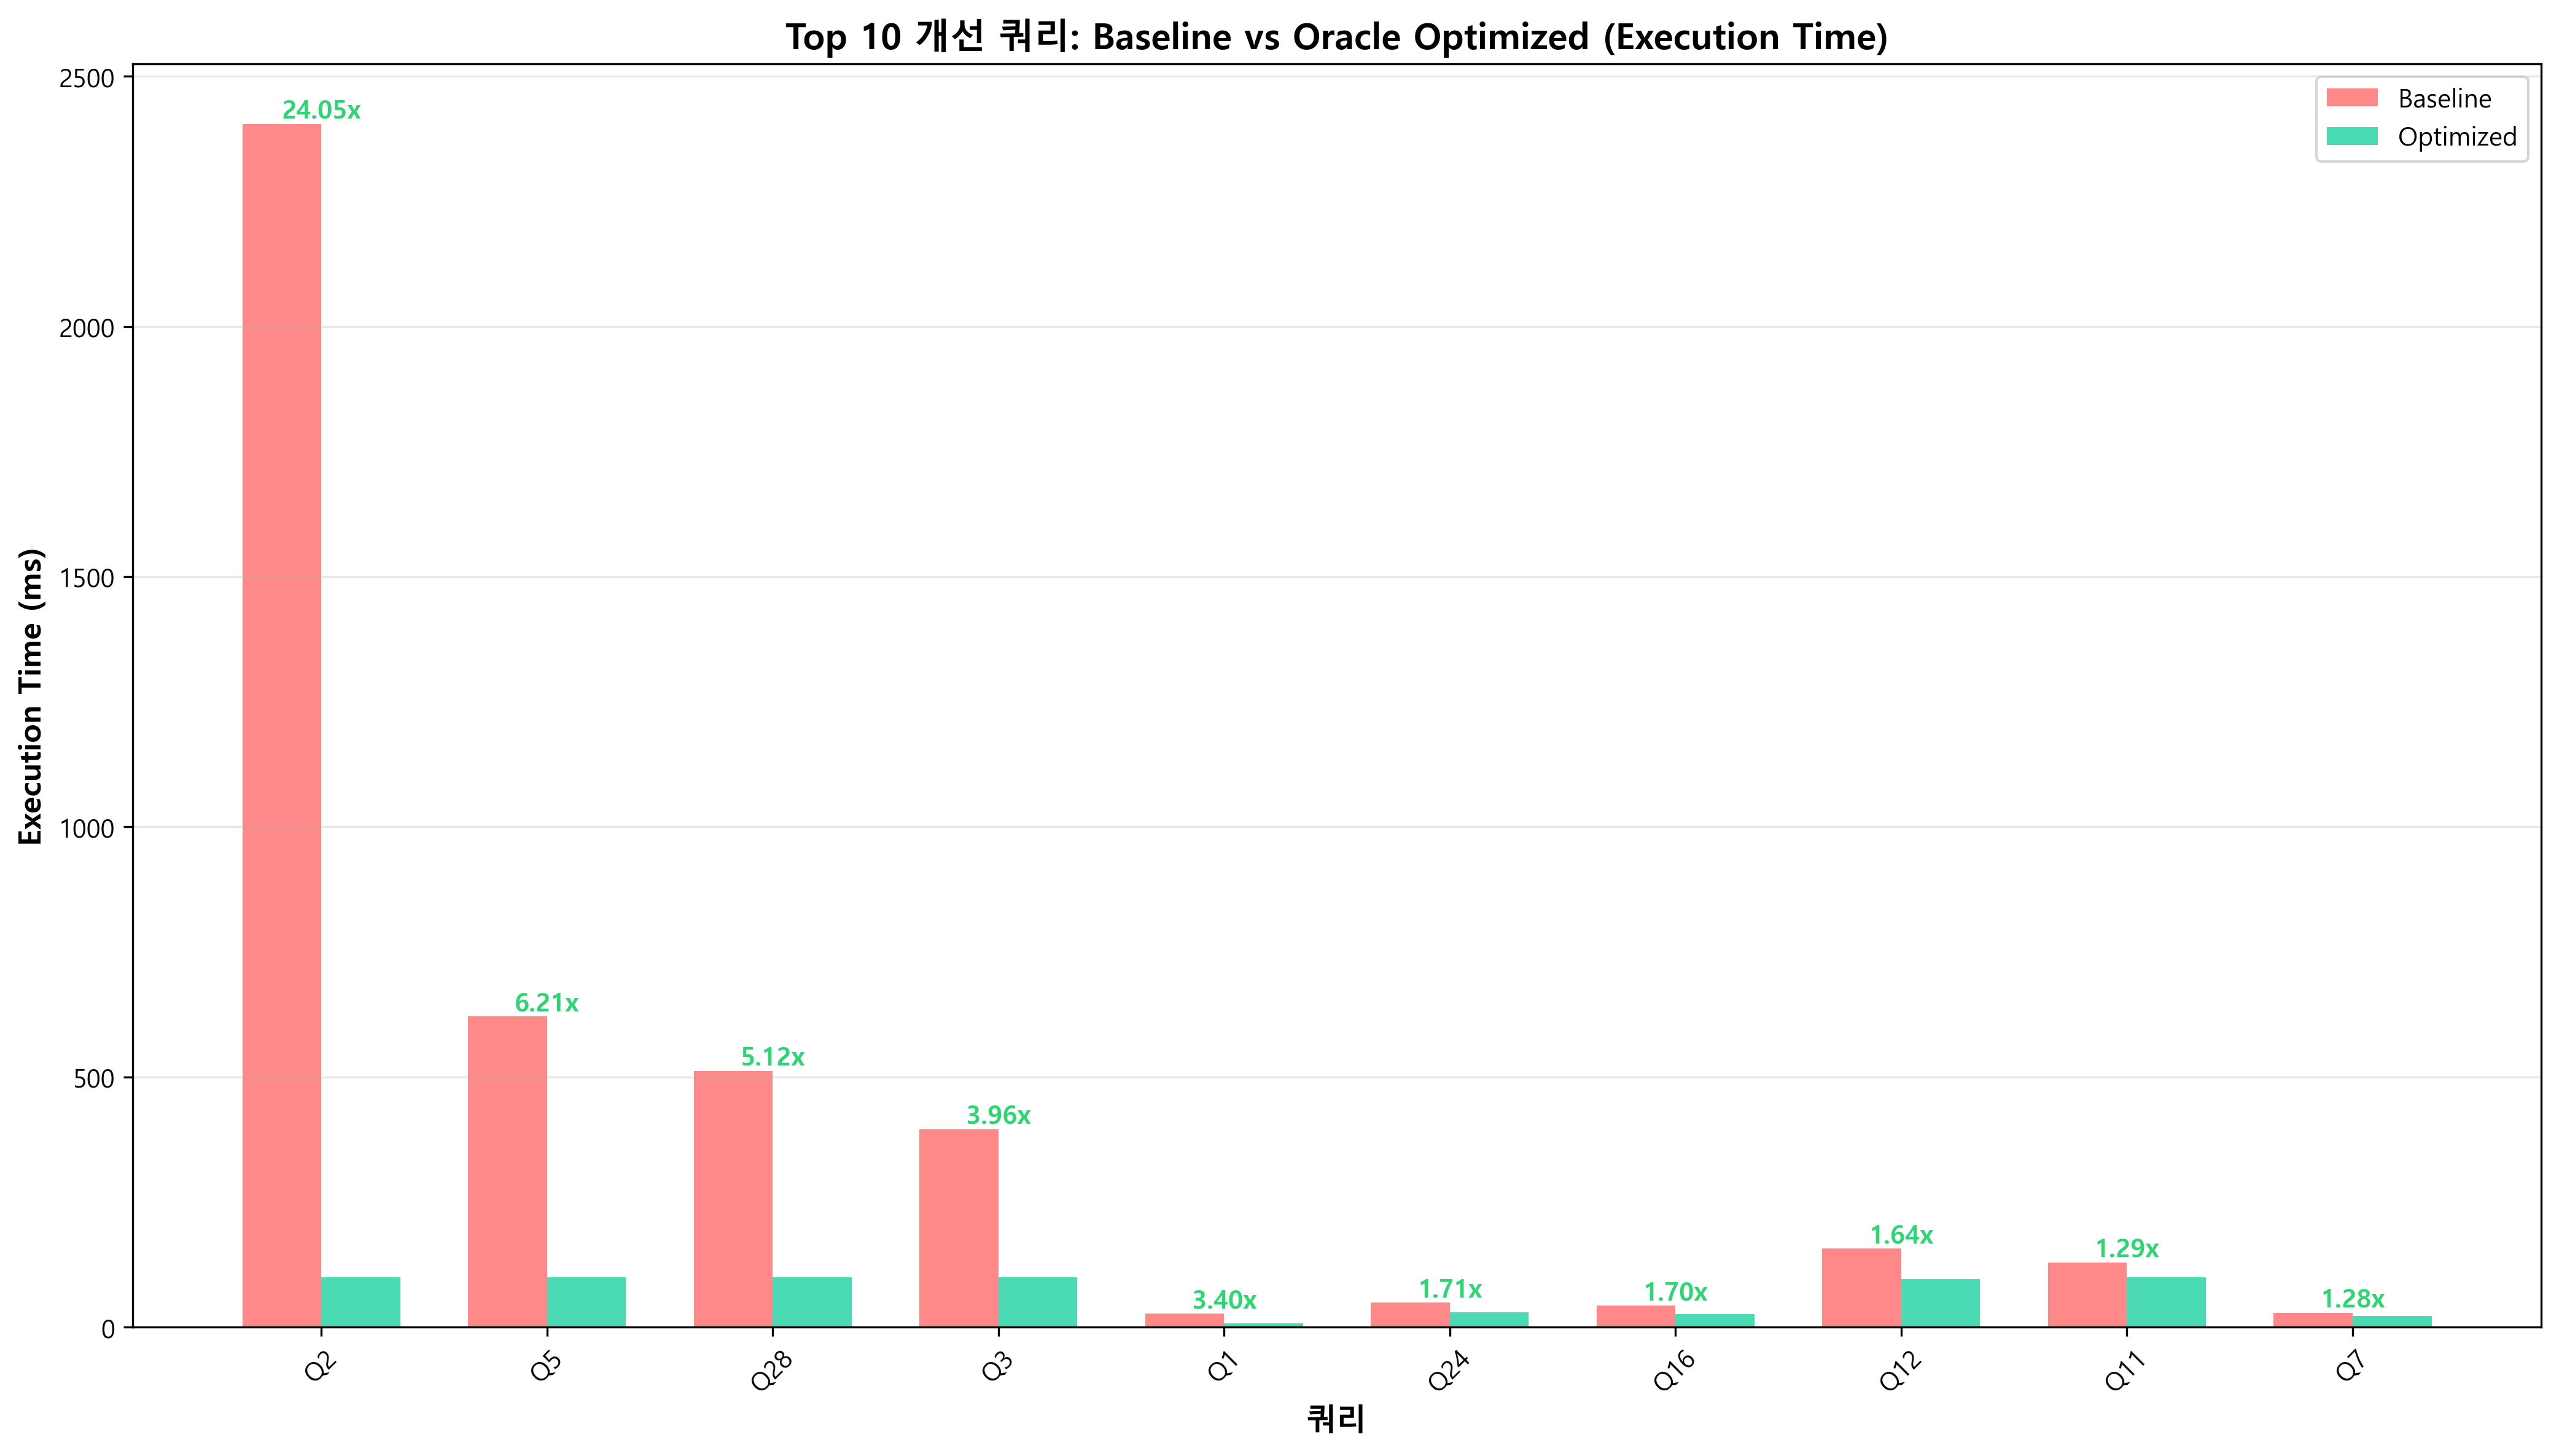 Top 10 개선 쿼리: Baseline vs Oracle Optimized (Execution Time)
Baseline
Optimized
Execution Time (ms)
2500
2000
1500
1000
500
0
24.05x
6.21x
5.12x
3.96x
3.40x
1.71x
1.70x
1.64x
1.29x
1.28x
Q2
Q5
Q28
Q3
Q1
Q24
Q16
Q12
Q11
Q7
쿼리